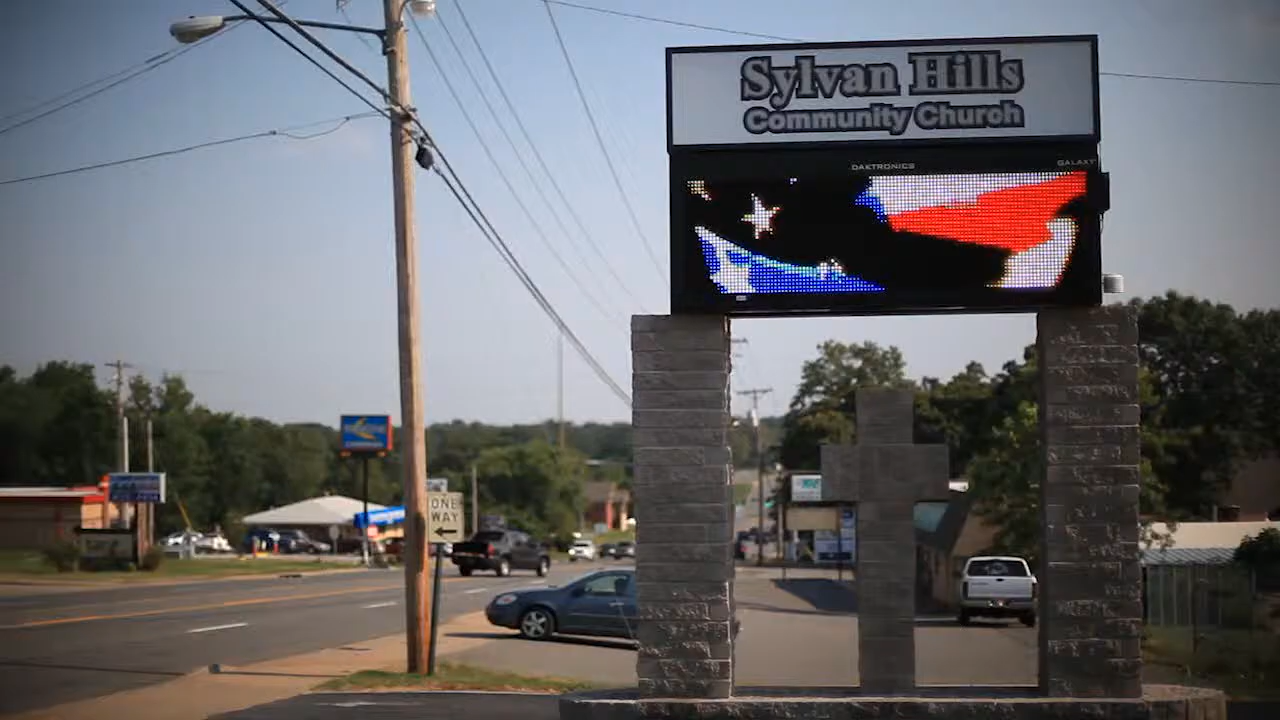 Sylvan Hills
Community Church
DAKTRONICS
GALAXY
ONE
WAY